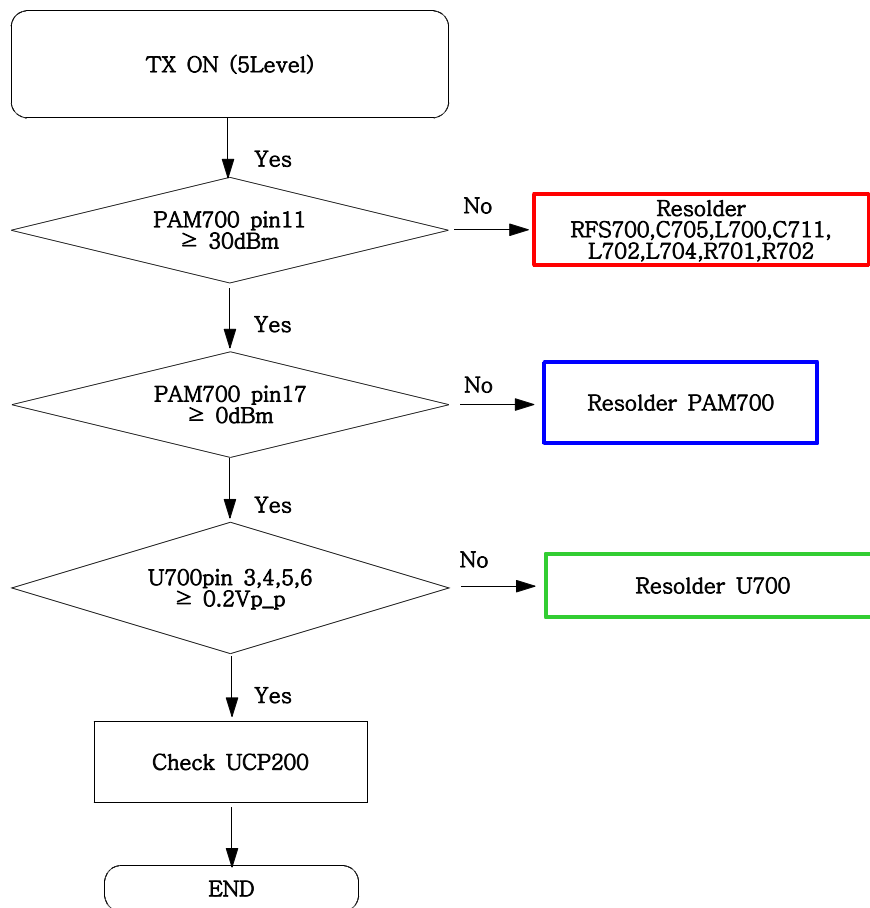 TX ON (5Level)
Yes
PAM700 pin11
≥ 30dBm
No
Resolder
RFS700,C705,L700,C711,
L702,L704,R701,R702
Yes
PAM700 pin17
≥ 0dBm
No
Resolder PAM700
Yes
U700pin 3,4,5,6
≥ 0.2Vp_p
No
Resolder U700
Yes
Check UCP200
END